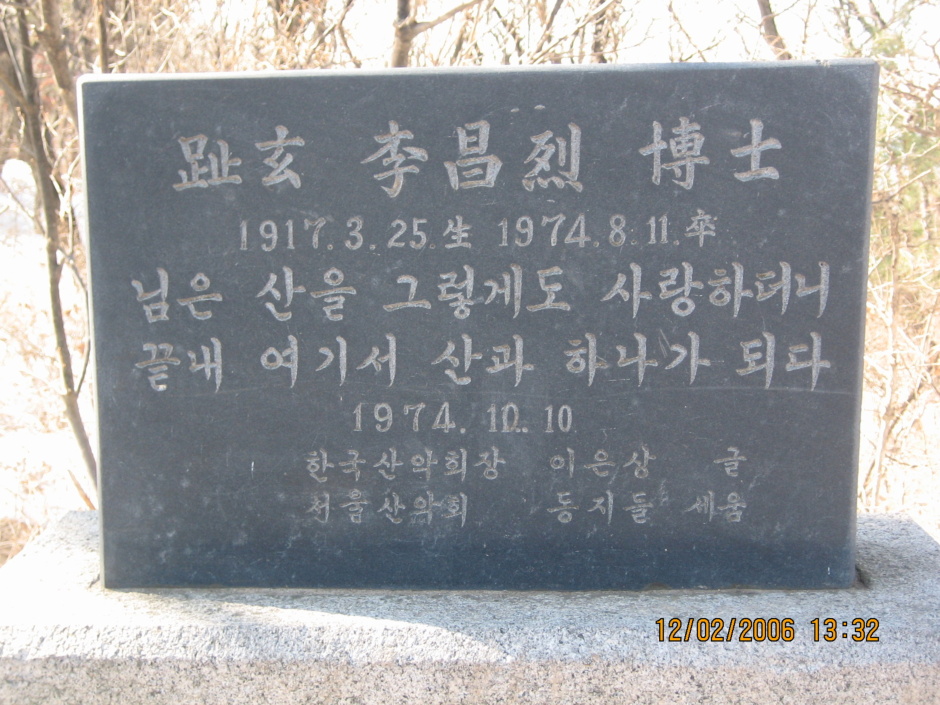 趾玄 李昌烈 博士
1917.3.25.生 1974.8.11.卒
님은 산을 그렇게도 사랑하더니
끝내 여기서 산과 하나가 되다
1974. 10. 10
한국산악회장 이은상 글
서울산악회 동지들 세움
12/02/2006 13:32